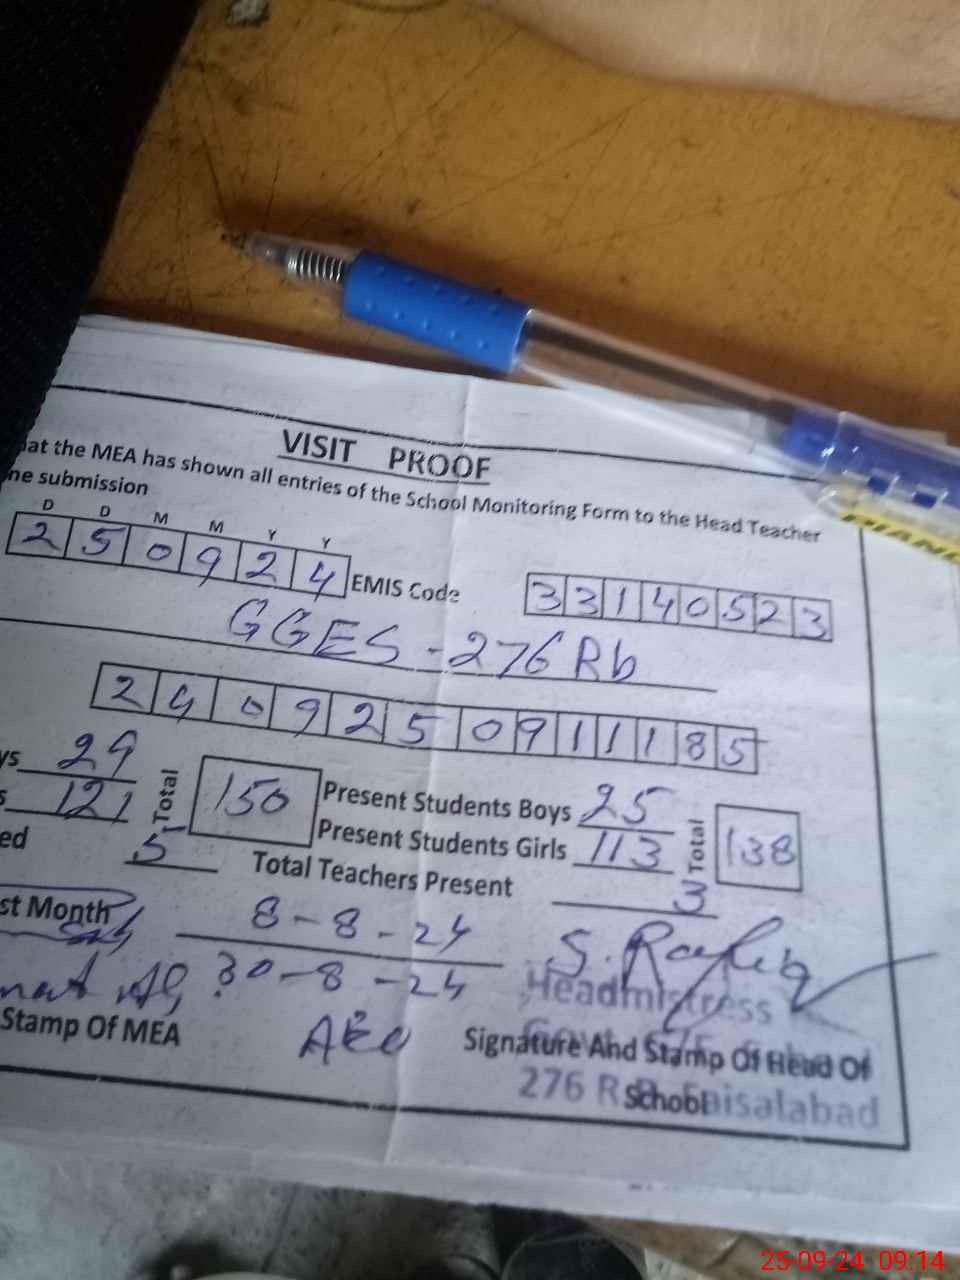 VISIT PROOF
at the MEA has shown all entries of the School Monitoring Form to the Head Teacher
ne submission
D D M M Y Y
2 5 0 9 2 4 EMIS Code 3 3 1 4 0 5 2 3
GGES - 276 Rb
2 4 0 9 2 5 0 9 1 1 1 8 5
ys 29 Total 150 Present Students Boys 25 Total 138
s 121 Present Students Girls 113
ed 5 Total Teachers Present 3
st Month 8-8-24
30-8-24
S.
Headmistress
Stamp Of MEA AEO Signature And Stamp Of Head Of
School
276 R Faisalabad
25-09-24 09:14